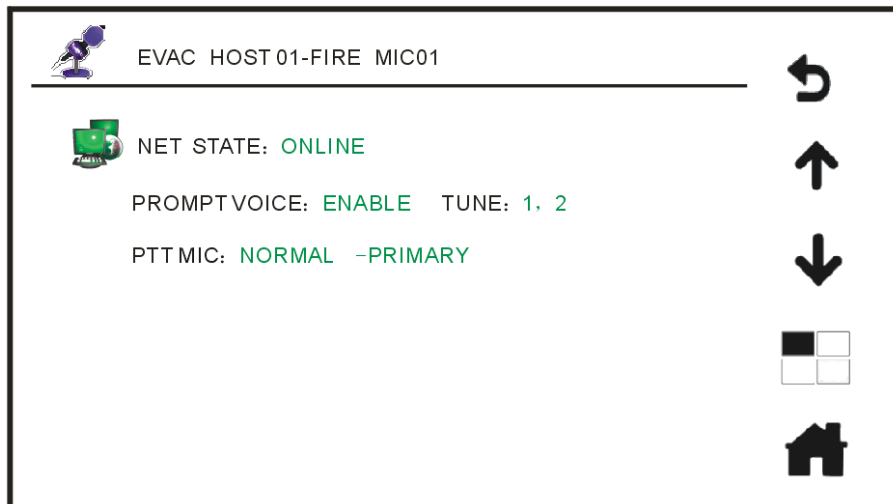 EVAC HOST 01-FIRE MIC01
NET STATE: ONLINE
PROMPT VOICE: ENABLE TUNE: 1, 2
PTT MIC: NORMAL -PRIMARY